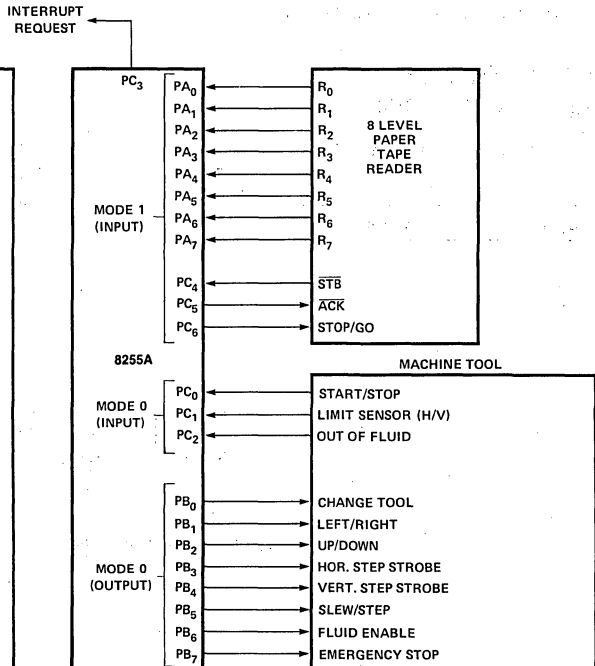 INTERRUPT
REQUEST
PC3
PA0 R0
PA1 R1
PA2 R2
PA3 R3
PA4 R4
PA5 R5
PA6 R6
PA7 R7
8 LEVEL
PAPER
TAPE
READER
MODE 1
(INPUT)
PC4 STB
PC5 ACK
PC6 STOP/GO
8255A
MACHINE TOOL
MODE 0
(INPUT)
PC0 START/STOP
PC1 LIMIT SENSOR (H/V)
PC2 OUT OF FLUID
MODE 0
(OUTPUT)
PB0 CHANGE TOOL
PB1 LEFT/RIGHT
PB2 UP/DOWN
PB3 HOR. STEP STROBE
PB4 VERT. STEP STROBE
PB5 SLEW/STEP
PB6 FLUID ENABLE
PB7 EMERGENCY STOP